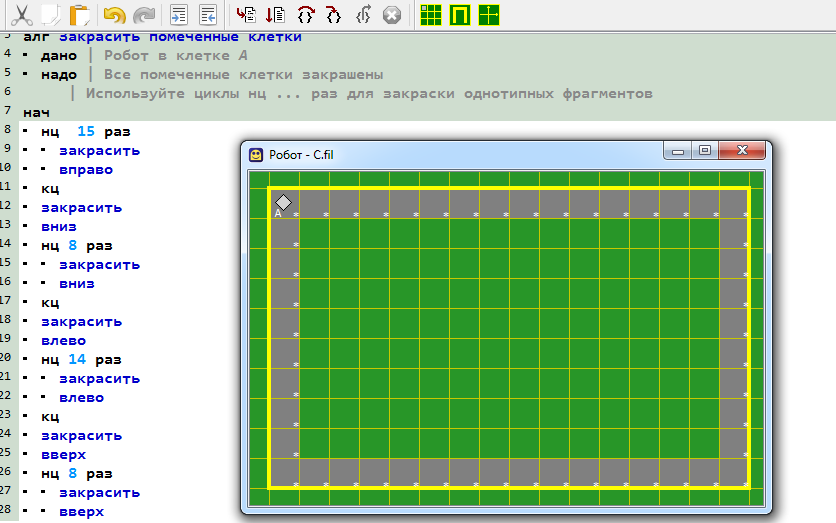 3 алг Закрасить помеченные клетки
4 дано | Робот в клетке А
5 надо | Все помеченные клетки закрашены
6 | Используйте циклы нц ... раз для закраски однотипных фрагментов
7 нач
8 нц 15 раз
9 закрасить
10 вправо
11 кц
12 закрасить
13 вниз
14 нц 8 раз
15 закрасить
16 вниз
17 кц
18 закрасить
19 влево
20 нц 14 раз
21 закрасить
22 влево
23 кц
24 закрасить
25 вверх
26 нц 8 раз
27 закрасить
28 вверх
Робот - C.fil
А